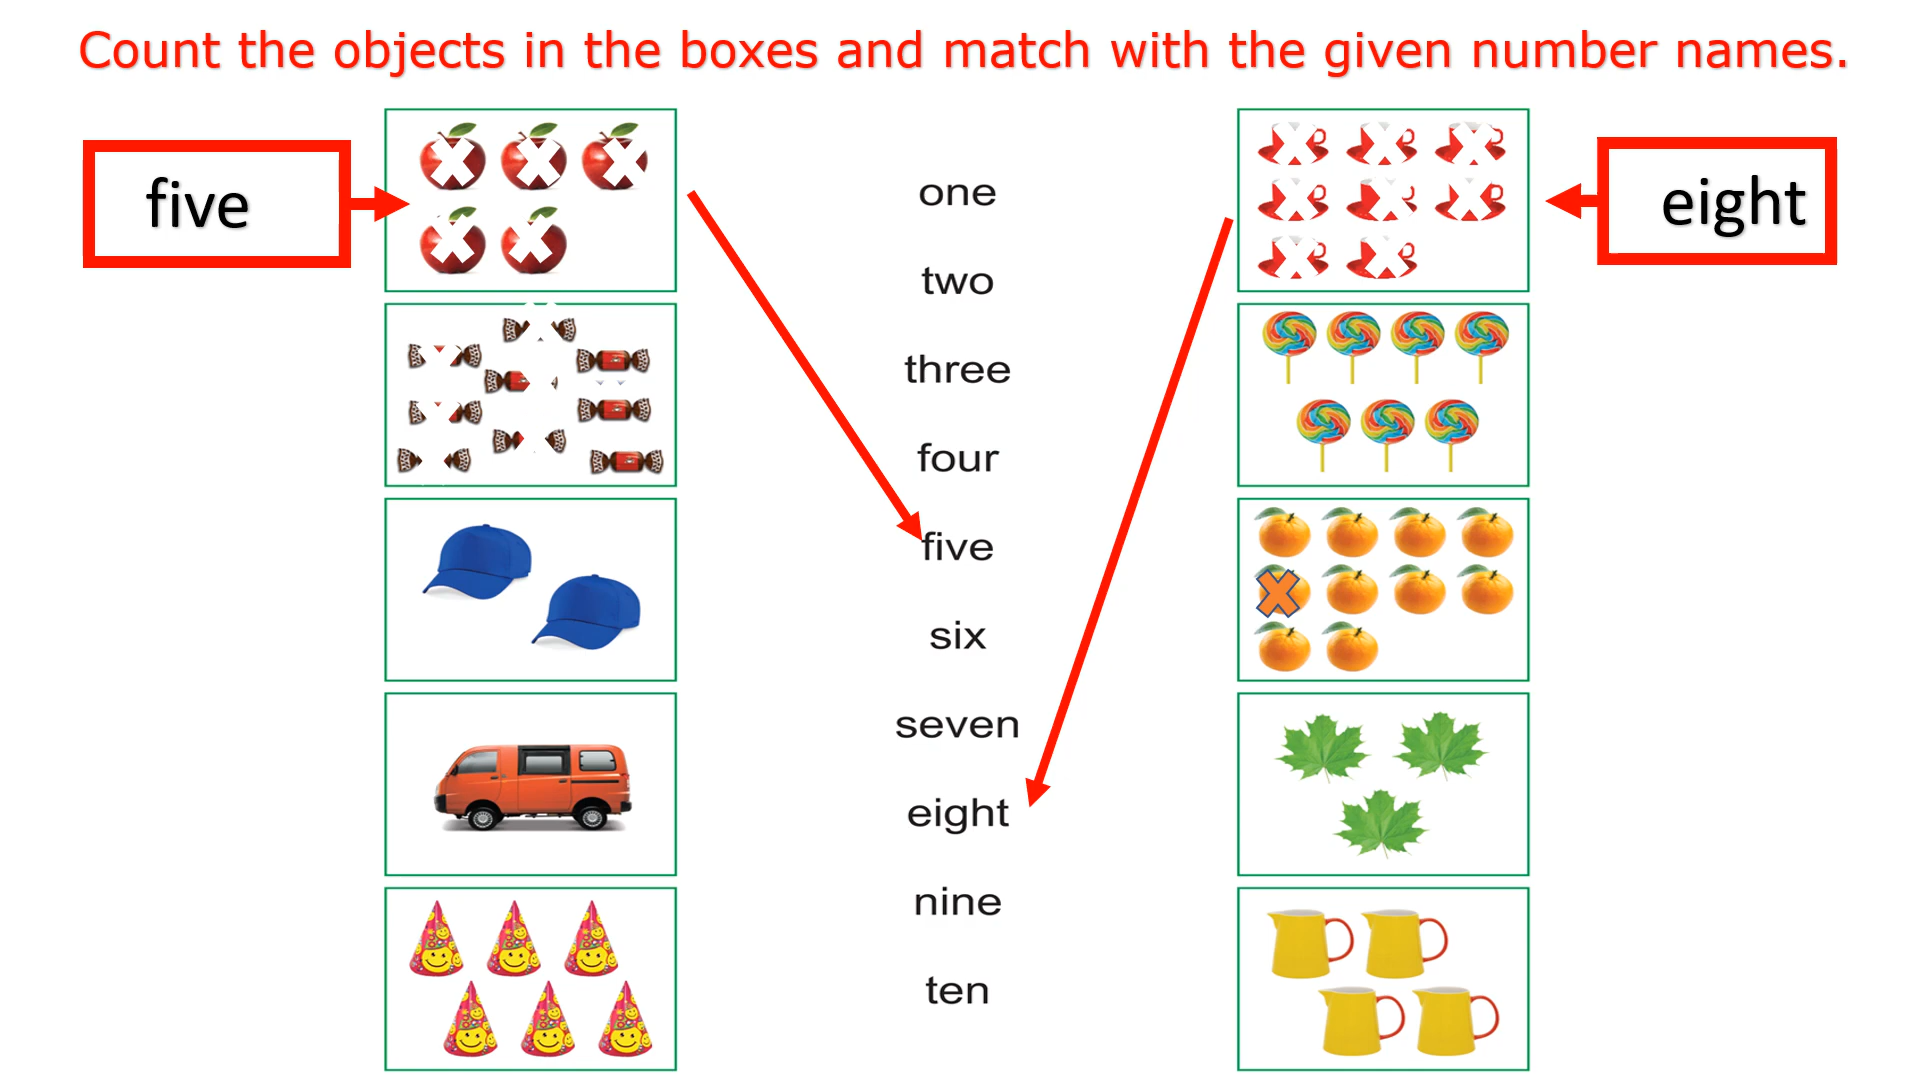 Count the objects in the boxes and match with the given number names.
five
eight
one
two
three
four
five
six
seven
eight
nine
ten